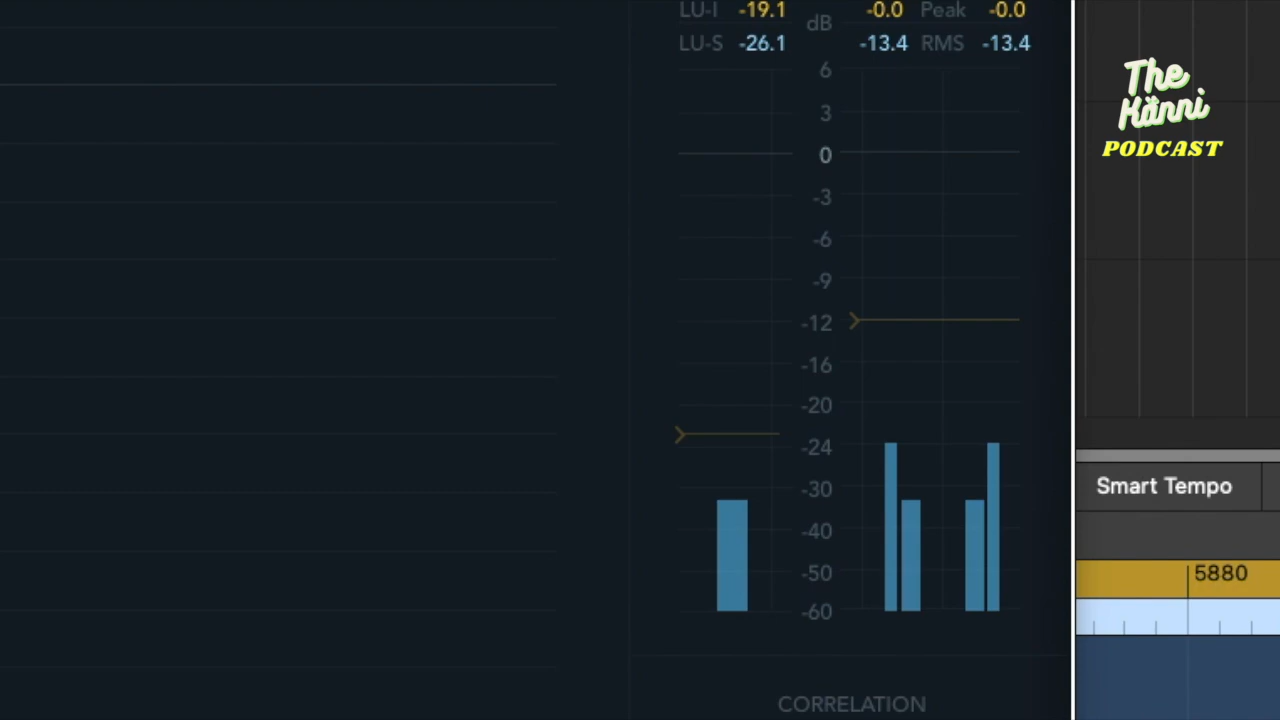 LU-I -19.1 dB -0.0 Peak -0.0
LU-S -26.1 -13.4 RMS -13.4
6
3
0
-3
-6
-9
-12
-16
-20
-24
-30
-40
-50
-60
CORRELATION
The
Kånni
PODCAST
Smart Tempo
5880